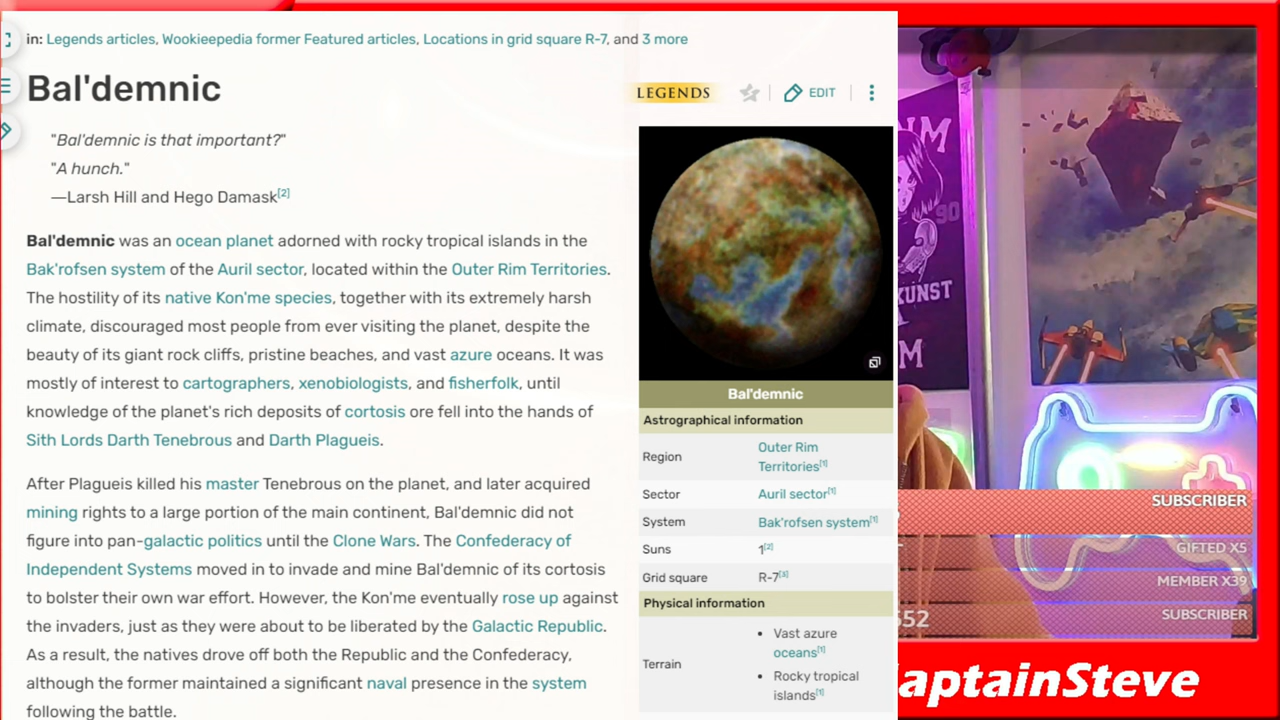 in: Legends articles, Wookieepedia former Featured articles, Locations in grid square R-7, and 3 more
Bal'demnic
LEGENDS
EDIT
"Bal'demnic is that important?"
"A hunch."
—Larsh Hill and Hego Damask[2]
Bal'demnic was an ocean planet adorned with rocky tropical islands in the
Bak'rofsen system of the Auril sector, located within the Outer Rim Territories.
The hostility of its native Kon'me species, together with its extremely harsh
climate, discouraged most people from ever visiting the planet, despite the
beauty of its giant rock cliffs, pristine beaches, and vast azure oceans. It was
mostly of interest to cartographers, xenobiologists, and fisherfolk, until
knowledge of the planet's rich deposits of cortosis ore fell into the hands of
Sith Lords Darth Tenebrous and Darth Plagueis.
After Plagueis killed his master Tenebrous on the planet, and later acquired
mining rights to a large portion of the main continent, Bal'demnic did not
figure into pan-galactic politics until the Clone Wars. The Confederacy of
Independent Systems moved in to invade and mine Bal'demnic of its cortosis
to bolster their own war effort. However, the Kon'me eventually rose up against
the invaders, just as they were about to be liberated by the Galactic Republic.
As a result, the natives drove off both the Republic and the Confederacy,
although the former maintained a significant naval presence in the system
following the battle.
Bal'demnic
Astrographical information
Region
Outer Rim
Territories[1]
Sector
Auril sector[1]
System
Bak'rofsen system[1]
Suns
1[2]
Grid square
R-7[3]
Physical information
Terrain
Vast azure
oceans[1]
Rocky tropical
islands[1]
NM
90
KUNST
M
SUBSCRIBER
GIFTED X5
MEMBER X39
SUBSCRIBER
552
aptainSteve